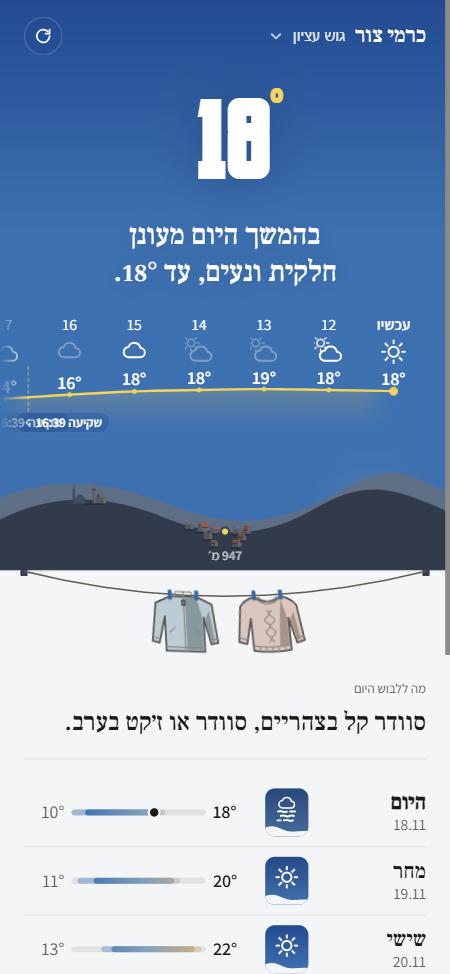 כרמי צור גוש עציון
18°
בהמשך היום מעונן
חלקית ונעים, עד 18°.
עכשיו 12 13 14 15 16
18° 18° 19° 18° 18° 16°
שקיעה 16:39
947 מ׳
מה ללבוש היום
סוודר קל בצהריים, סוודר או ז׳קט בערב.
היום
18.11
18° 10°
מחר
19.11
20° 11°
שישי
20.11
22° 13°